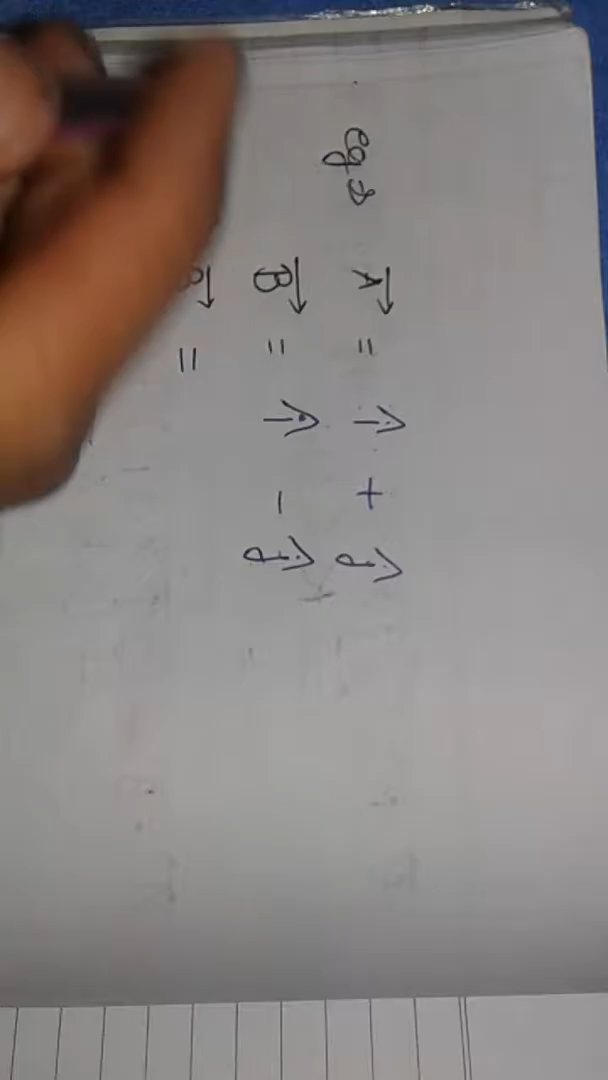 eg:
A⃗ = î + ĵ
B⃗ = î - ĵ
=